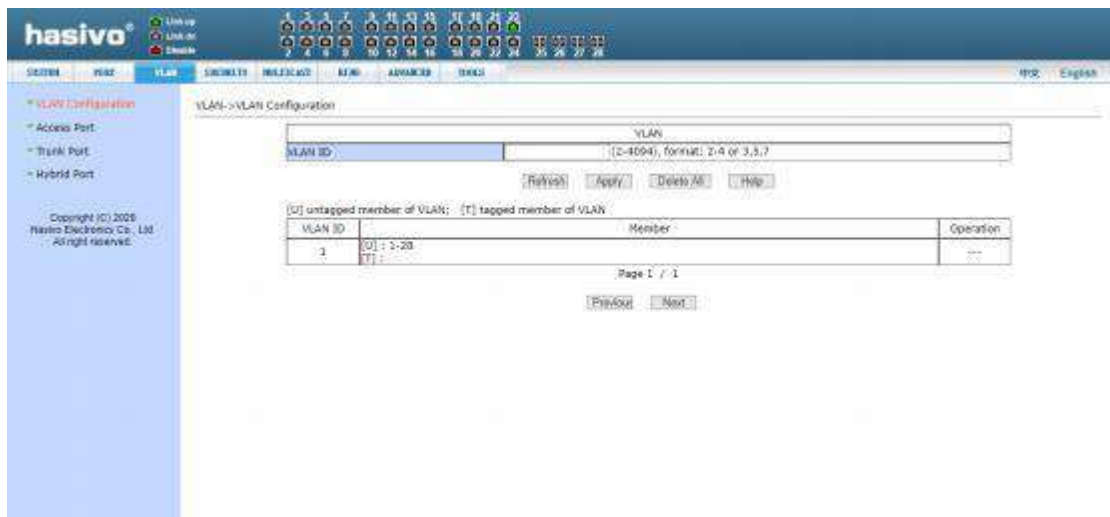 hasivo®
Link up
Link dn
Disable
1 3 5 7 9 11 13 15 17 19 21 23
2 4 6 8 10 12 14 16 18 20 22 24 25 26 27 28
SYSTEM PORT VLAN SECURITY MULTICAST RING ADVANCED TOOLS 中文 English
VLAN Configuration
VLAN->VLAN Configuration
Access Port
Trunk Port
Hybrid Port
VLAN
VLAN ID (2-4094), format: 2-4 or 3,5,7
Refresh Apply Delete All Help
Copyright (C) 2020
Hasivo Electronics Co., Ltd
All right reserved.
[U] untagged member of VLAN; [T] tagged member of VLAN
VLAN ID Member Operation
1 [U] : 1-28 ---
[T] :
Page 1 / 1
Previous Next